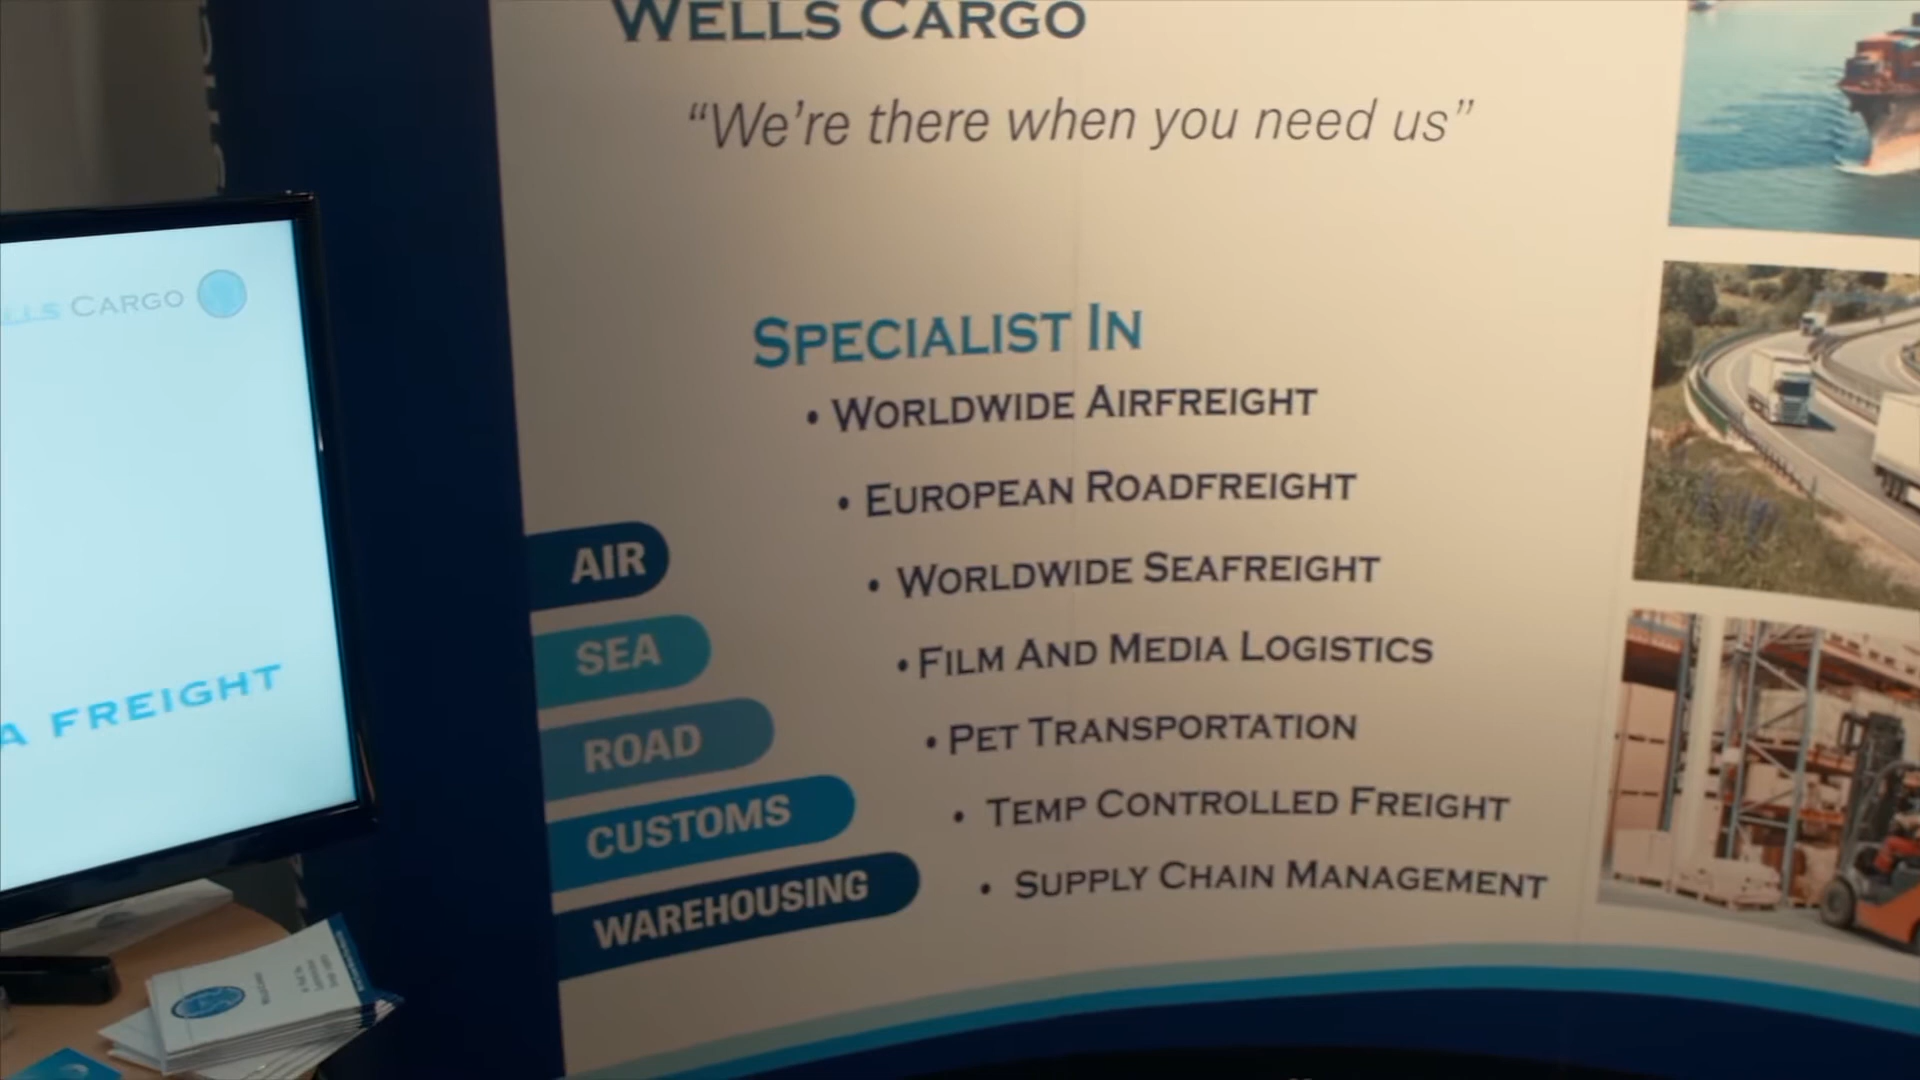 WELLS CARGO
“We’re there when you need us”
SPECIALIST IN
• WORLDWIDE AIRFREIGHT
• EUROPEAN ROADFREIGHT
• WORLDWIDE SEAFREIGHT
• FILM AND MEDIA LOGISTICS
• PET TRANSPORTATION
• TEMP CONTROLLED FREIGHT
• SUPPLY CHAIN MANAGEMENT
AIR
SEA
ROAD
CUSTOMS
WAREHOUSING
CARGO
A FREIGHT